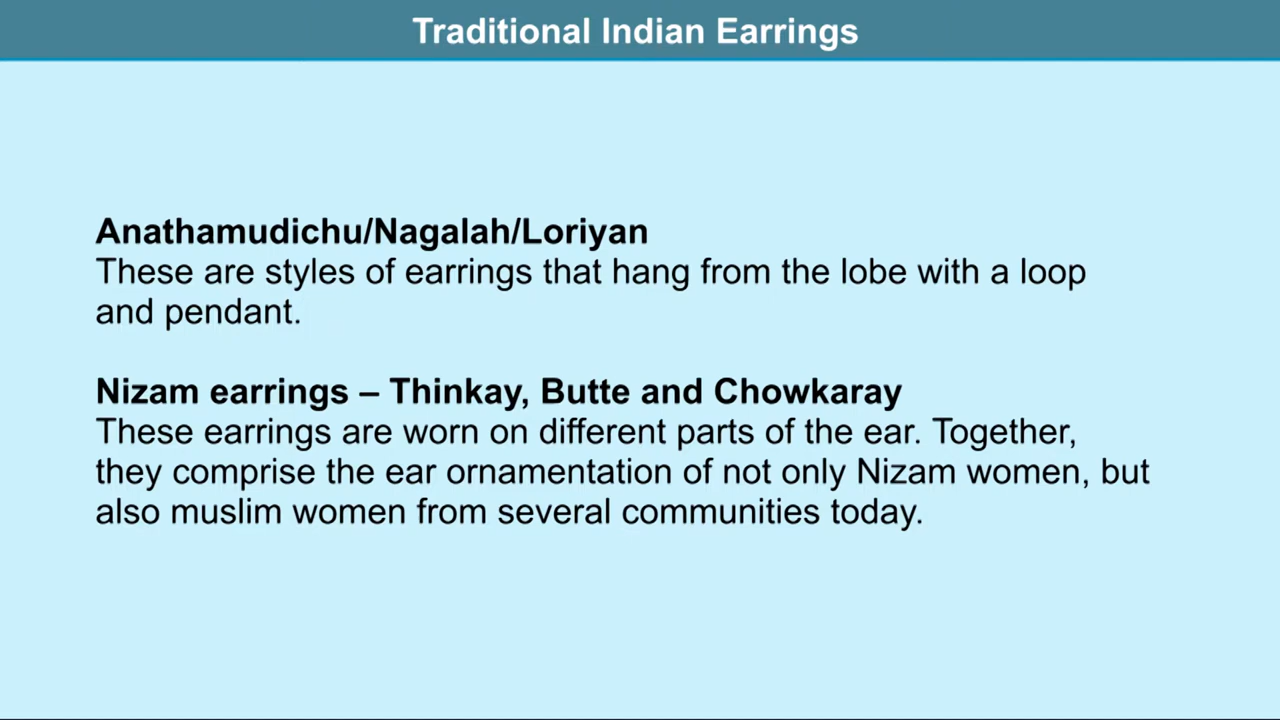 Traditional Indian Earrings
Anathamudichu/Nagalah/Loriyan
These are styles of earrings that hang from the lobe with a loop
and pendant.
Nizam earrings – Thinkay, Butte and Chowkaray
These earrings are worn on different parts of the ear. Together,
they comprise the ear ornamentation of not only Nizam women, but
also muslim women from several communities today.